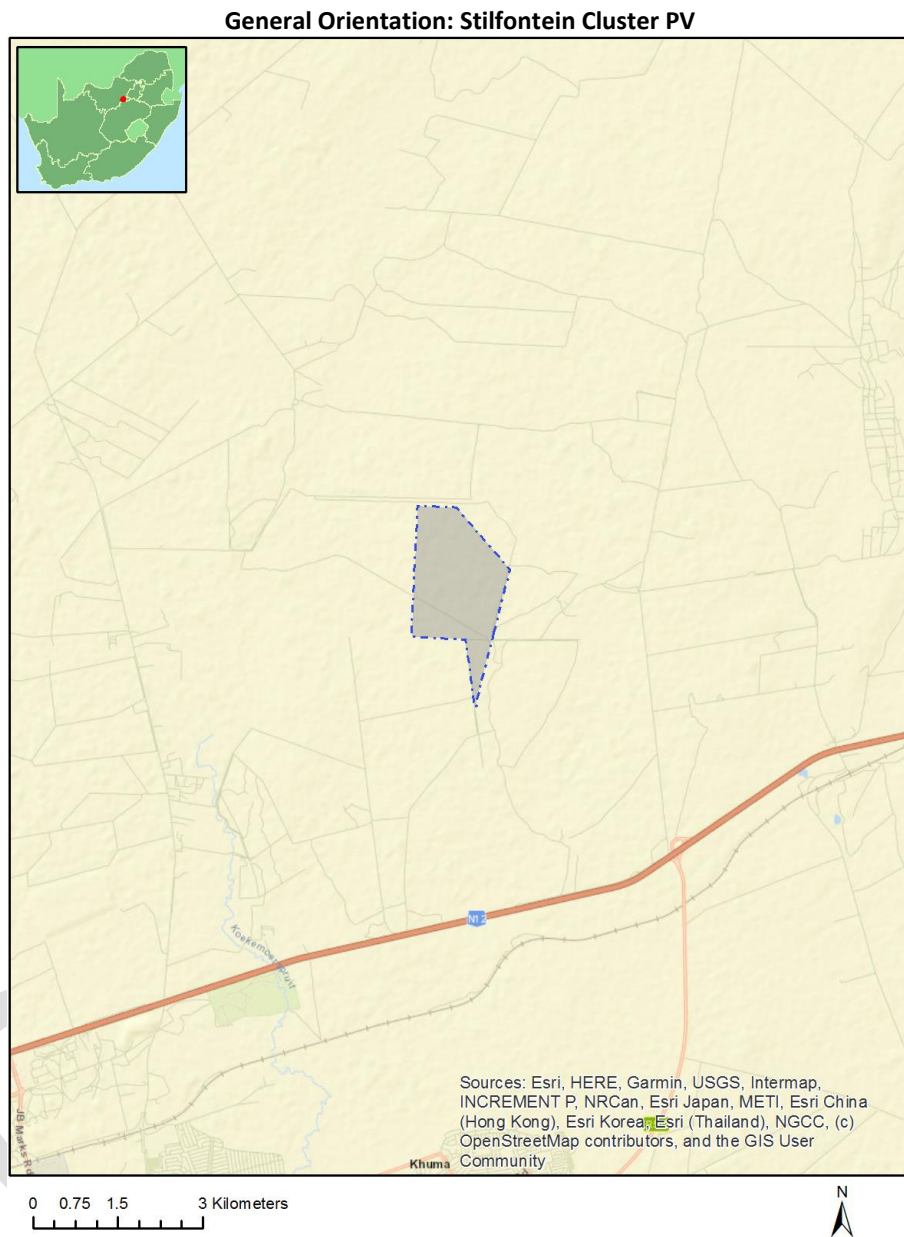 General Orientation: Stilfontein Cluster PV
N12
Koekemoerspruit
JB Marks Rd
Sources: Esri, HERE, Garmin, USGS, Intermap,
INCREMENT P, NRCan, Esri Japan, METI, Esri China
(Hong Kong), Esri Korea, Esri (Thailand), NGCC, (c)
OpenStreetMap contributors, and the GIS User
Community
Khuma
0 0.75 1.5 3 Kilometers
N